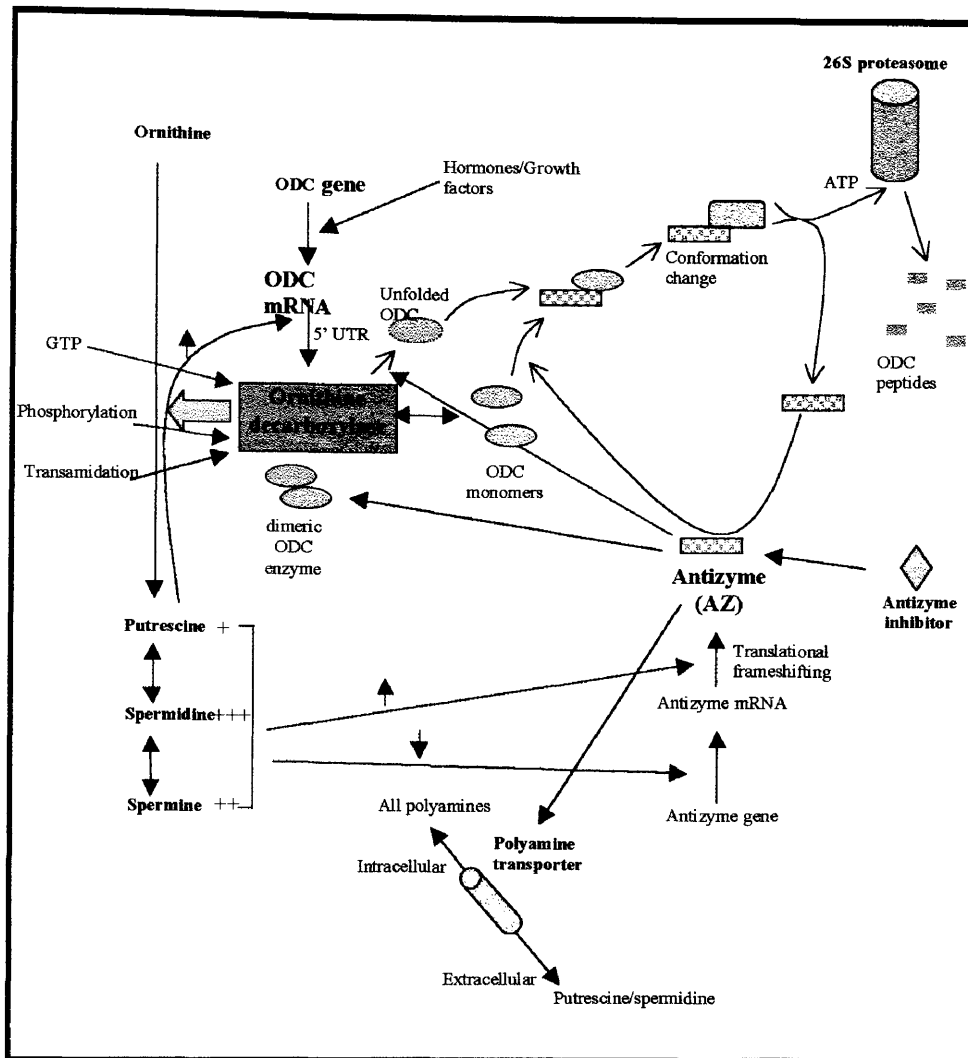 26S proteasome
Ornithine
Hormones/Growth
factors
ODC gene
ATP
ODC
mRNA
Unfolded
ODC
Conformation
change
5' UTR
GTP
ODC
peptides
Phosphorylation
Ornithine
decarboxylase
Transamidation
ODC
monomers
dimeric
ODC
enzyme
Antizyme
(AZ)
Antizyme
inhibitor
Putrescine +
Translational
frameshifting
Spermidine+++
Antizyme mRNA
Spermine ++
All polyamines
Antizyme gene
Polyamine
transporter
Intracellular
Extracellular
Putrescine/spermidine